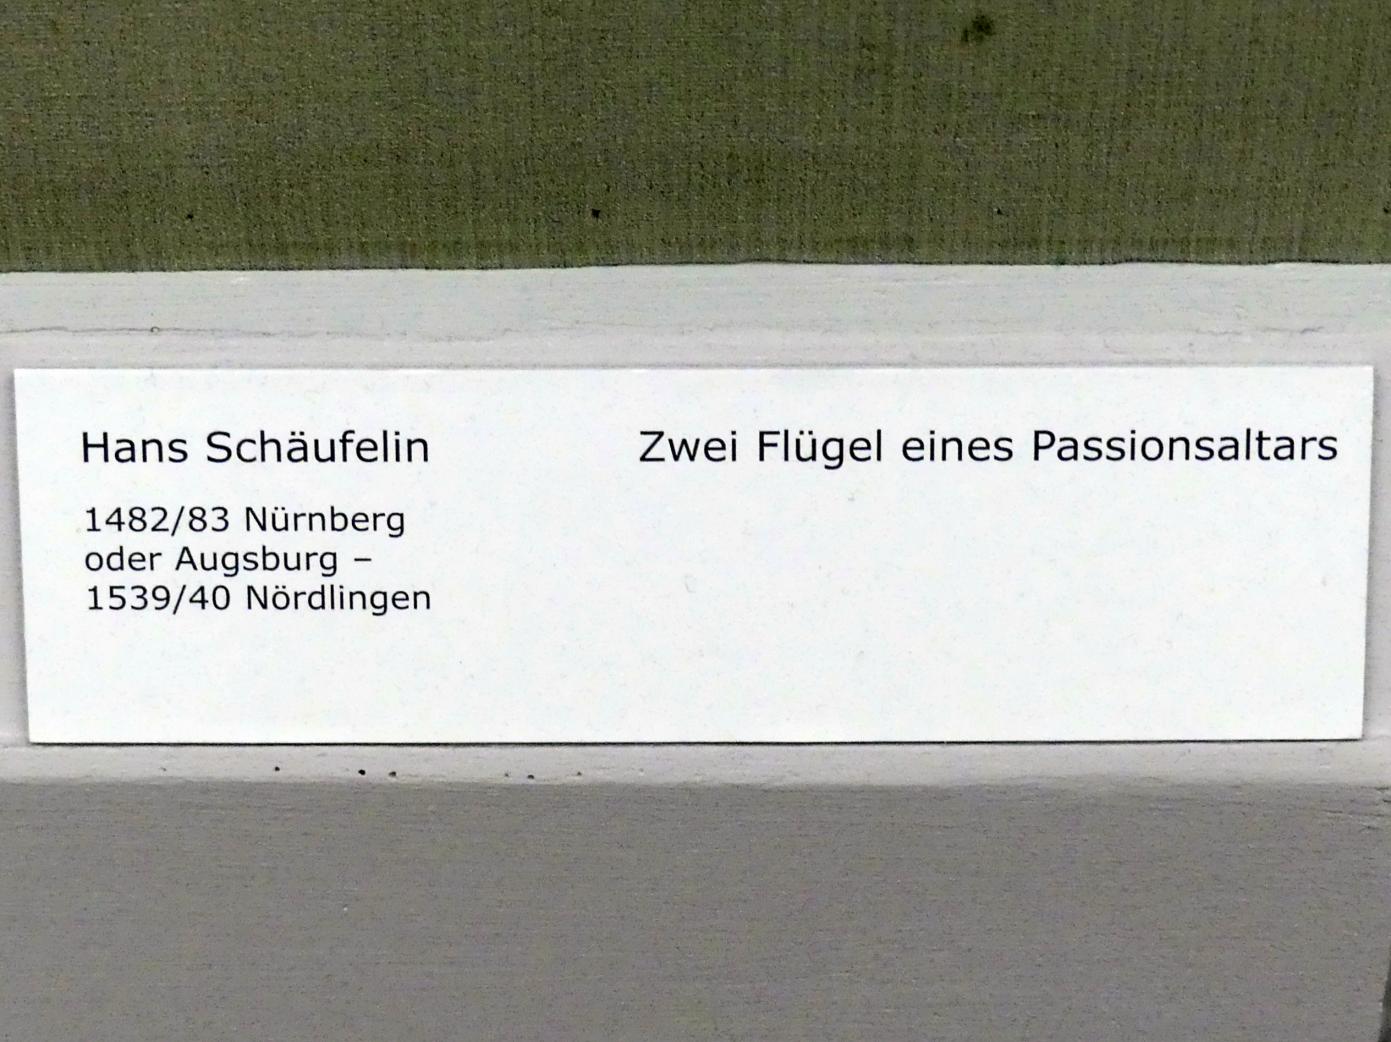 Hans Schäufelin
1482/83 Nürnberg
oder Augsburg –
1539/40 Nördlingen
Zwei Flügel eines Passionsaltars